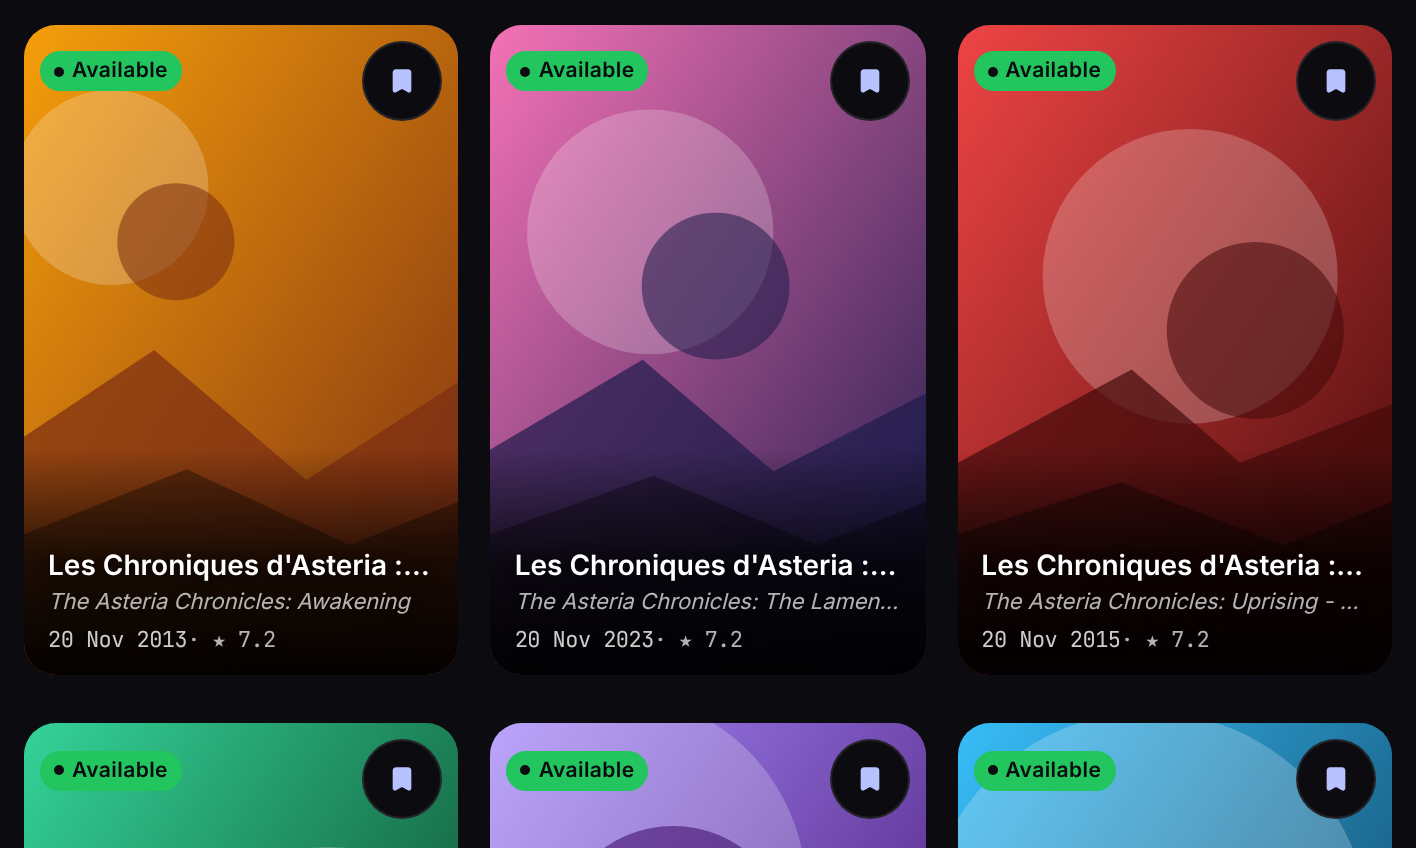 Available
Available
Available
Les Chroniques d'Asteria :...
The Asteria Chronicles: Awakening
20 Nov 2013· ★ 7.2
Les Chroniques d'Asteria :...
The Asteria Chronicles: The Lamen...
20 Nov 2023· ★ 7.2
Les Chroniques d'Asteria :...
The Asteria Chronicles: Uprising - ...
20 Nov 2015· ★ 7.2
Available
Available
Available